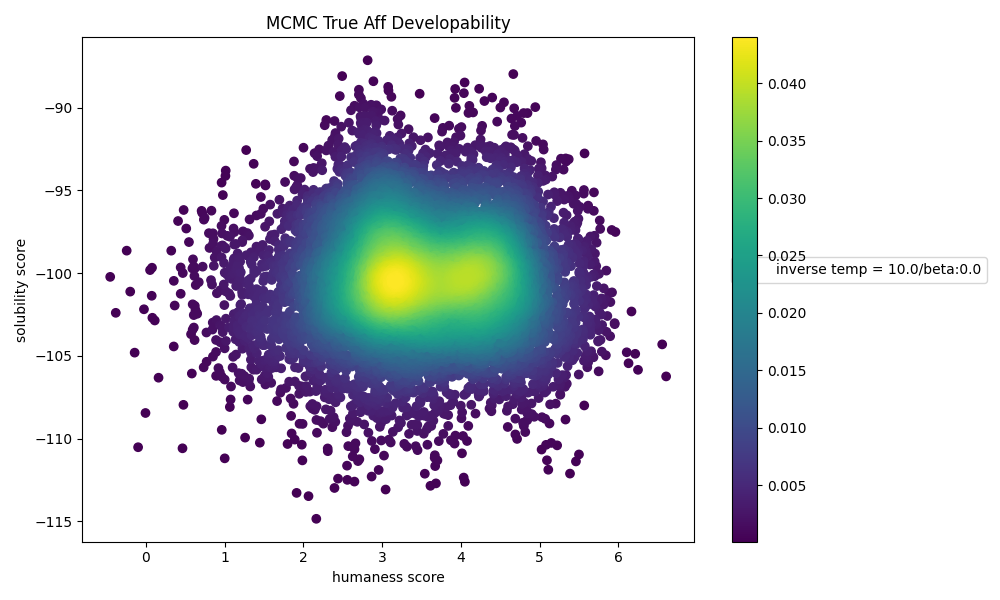 MCMC True Aff Developability
solubility score
−90
−95
−100
−105
−110
−115
0 1 2 3 4 5 6
humaness score
0.040
0.035
0.030
0.025
0.020
0.015
0.010
0.005
inverse temp = 10.0/beta:0.0